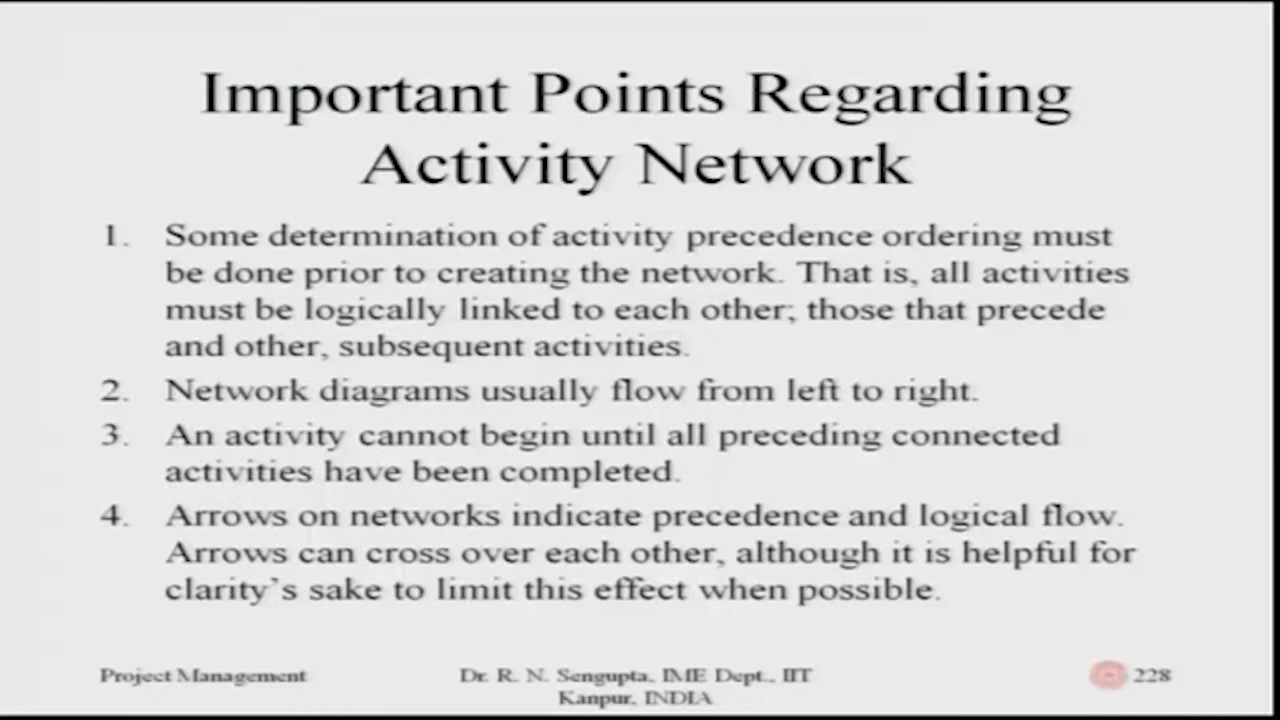 Important Points Regarding
Activity Network
1. Some determination of activity precedence ordering must
be done prior to creating the network. That is, all activities
must be logically linked to each other; those that precede
and other, subsequent activities.
2. Network diagrams usually flow from left to right.
3. An activity cannot begin until all preceding connected
activities have been completed.
4. Arrows on networks indicate precedence and logical flow.
Arrows can cross over each other, although it is helpful for
clarity’s sake to limit this effect when possible.
Project Management
Dr. R. N. Sengupta, IME Dept., IIT
Kanpur, INDIA
228